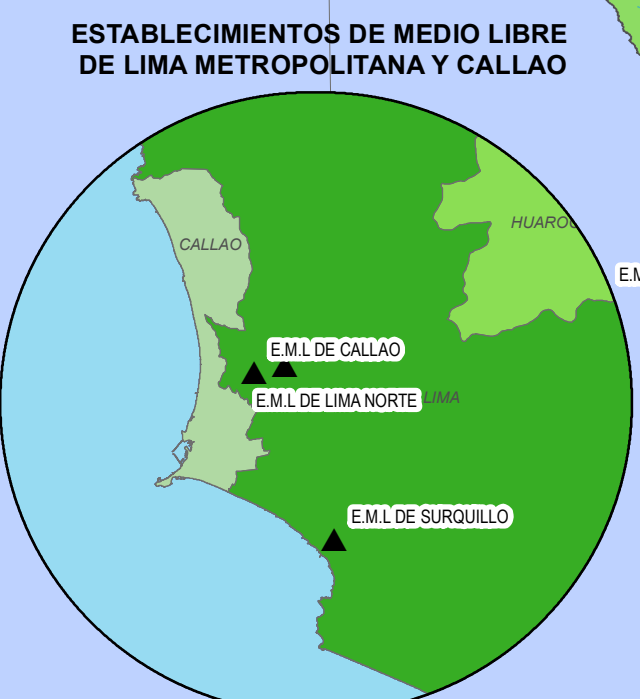 ESTABLECIMIENTOS DE MEDIO LIBRE
DE LIMA METROPOLITANA Y CALLAO
CALLAO
E.M.L DE CALLAO
E.M.L DE LIMA NORTE
LIMA
E.M.L DE SURQUILLO